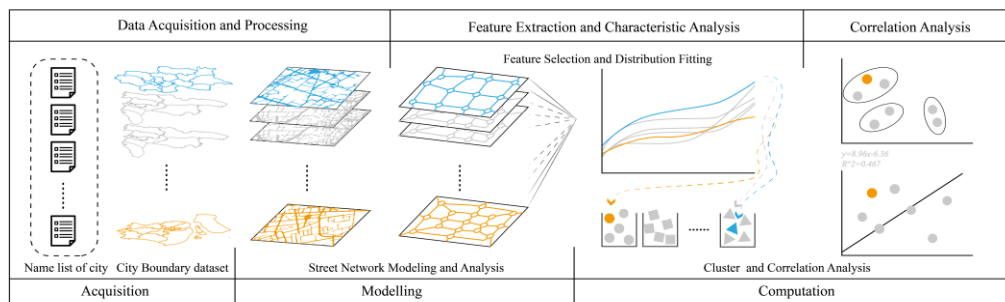 Data Acquisition and Processing
Feature Extraction and Characteristic Analysis
Correlation Analysis
Feature Selection and Distribution Fitting
y=8.96x-6.36
R^2=0.467
Name list of city
City Boundary dataset
Street Network Modeling and Analysis
Cluster and Correlation Analysis
Acquisition
Modelling
Computation